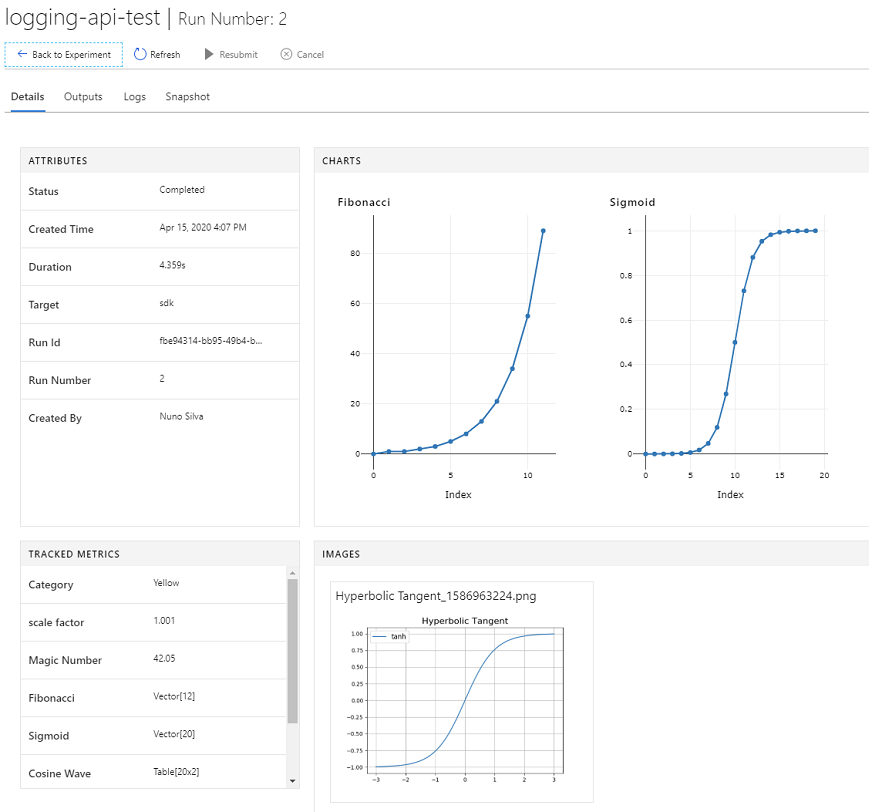 logging-api-test | Run Number: 2
Back to Experiment Refresh Resubmit Cancel
Details Outputs Logs Snapshot
ATTRIBUTES
Status Completed
Created Time Apr 15, 2020 4:07 PM
Duration 4.359s
Target sdk
Run Id fbe94314-bb95-49b4-b...
Run Number 2
Created By Nuno Silva
CHARTS
Fibonacci
80
60
40
20
0
0 5 10
Index
Sigmoid
1
0.8
0.6
0.4
0.2
0
0 5 10 15 20
Index
TRACKED METRICS
Category Yellow
scale factor 1.001
Magic Number 42.05
Fibonacci Vector[12]
Sigmoid Vector[20]
Cosine Wave Table[20x2]
IMAGES
Hyperbolic Tangent_1586963224.png
Hyperbolic Tangent
tanh
1.00
0.75
0.50
0.25
0.00
−0.25
−0.50
−0.75
−1.00
−3 −2 −1 0 1 2 3